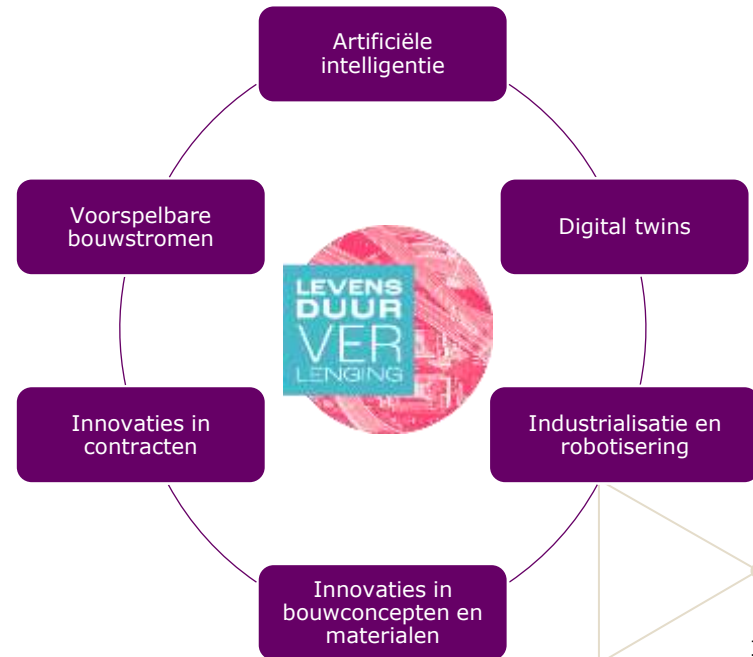 Artificiële
intelligentie
Voorspelbare
bouwstromen
Digital twins
LEVENS
DUUR
VER
LENGING
Innovaties in
contracten
Industrialisatie en
robotisering
Innovaties in
bouwconcepten en
materialen